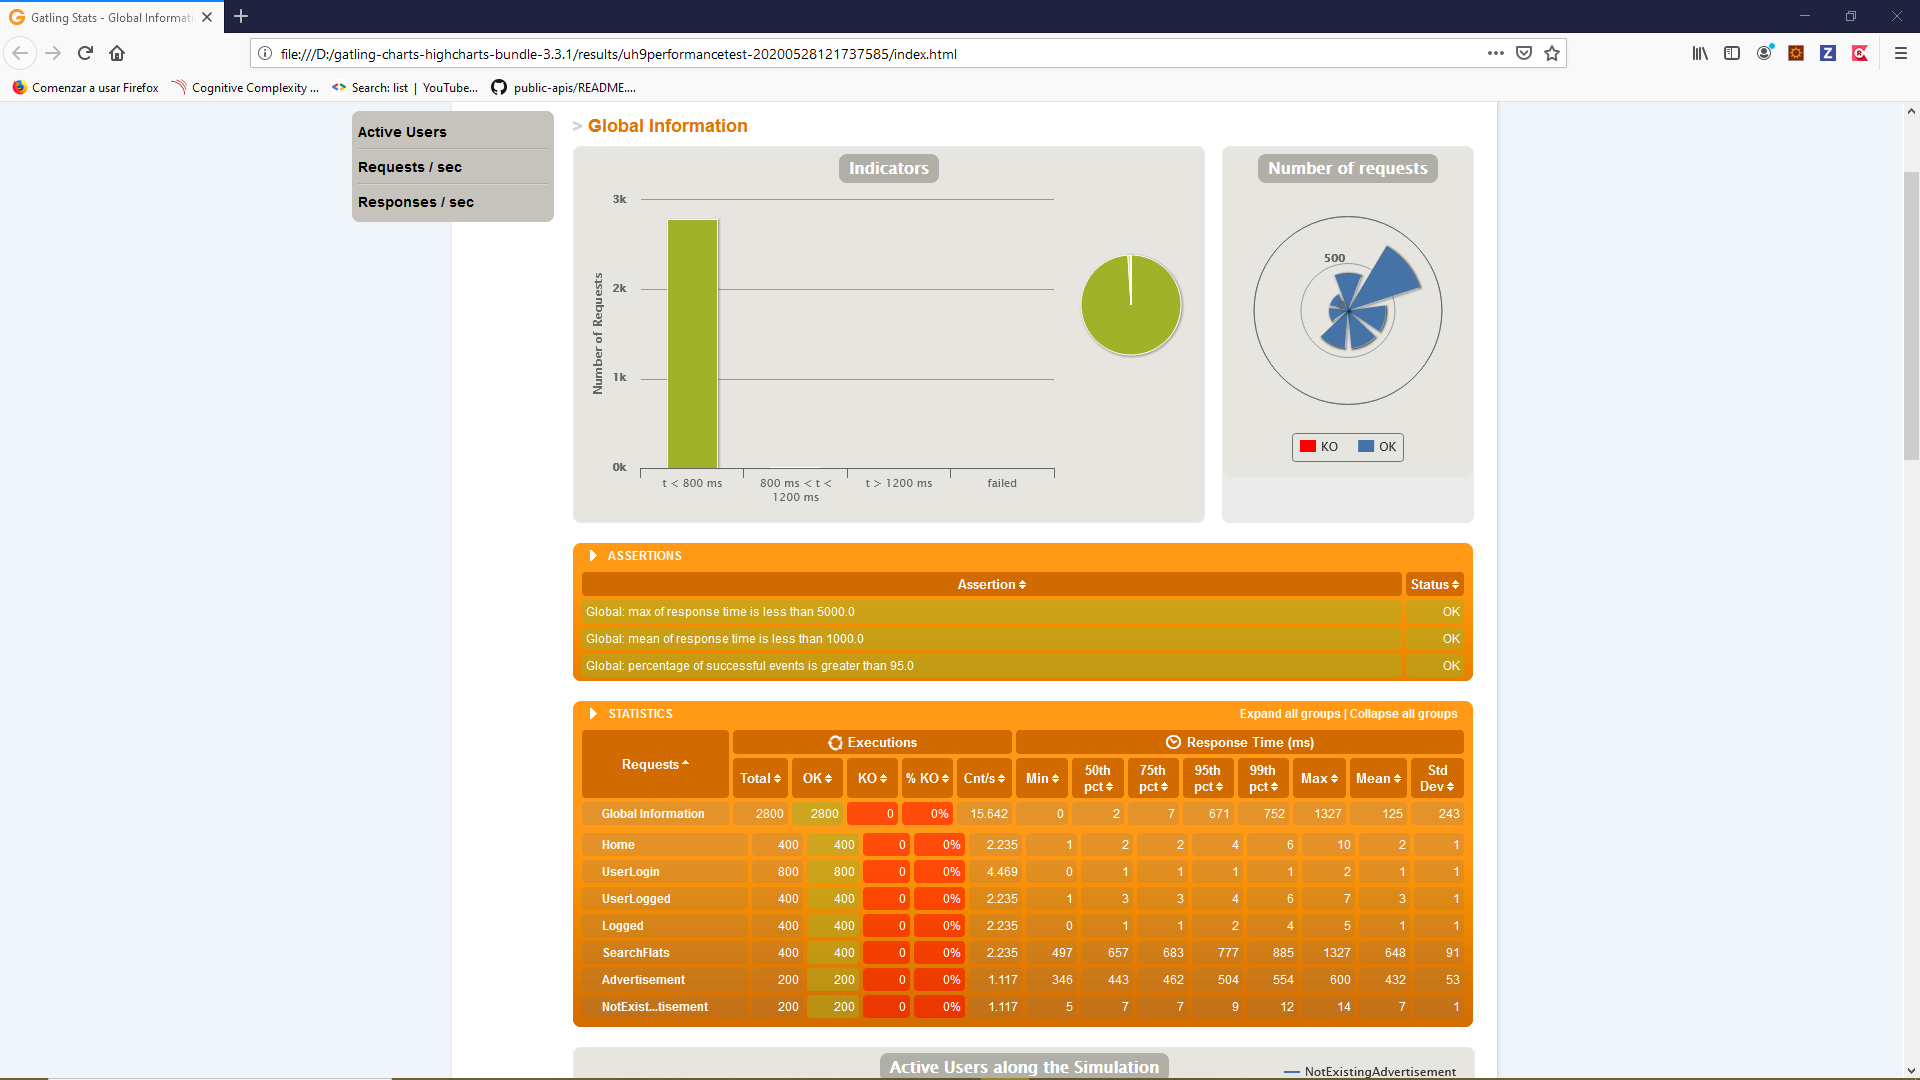 Gatling Stats - Global Informati
file:///D:/gatling-charts-highcharts-bundle-3.3.1/results/uh9performancetest-20200528121737585/index.html
Comenzar a usar Firefox Cognitive Complexity ... Search: list | YouTube... public-apis/README....
Active Users
Requests / sec
Responses / sec
> Global Information
Indicators
Number of Requests
3k
2k
1k
0k
t < 800 ms
800 ms < t < 1200 ms
t > 1200 ms
failed
Number of requests
500
KO OK
ASSERTIONS
Assertion Status
Global: max of response time is less than 5000.0 OK
Global: mean of response time is less than 1000.0 OK
Global: percentage of successful events is greater than 95.0 OK
STATISTICS Expand all groups | Collapse all groups
Requests Executions Response Time (ms)
Total OK KO % KO Cnt/s Min 50th pct 75th pct 95th pct 99th pct Max Mean Std Dev
Global Information 2800 2800 0 0% 15.642 0 2 7 671 752 1327 125 243
Home 400 400 0 0% 2.235 1 2 2 4 6 10 2 1
UserLogin 800 800 0 0% 4.469 0 1 1 1 1 2 1 1
UserLogged 400 400 0 0% 2.235 1 3 3 4 6 7 3 1
Logged 400 400 0 0% 2.235 0 1 1 2 4 5 1 1
SearchFlats 400 400 0 0% 2.235 497 657 683 777 885 1327 648 91
Advertisement 200 200 0 0% 1.117 346 443 462 504 554 600 432 53
NotExist...tisement 200 200 0 0% 1.117 5 7 7 9 12 14 7 1
Active Users along the Simulation
NotExistingAdvertisement